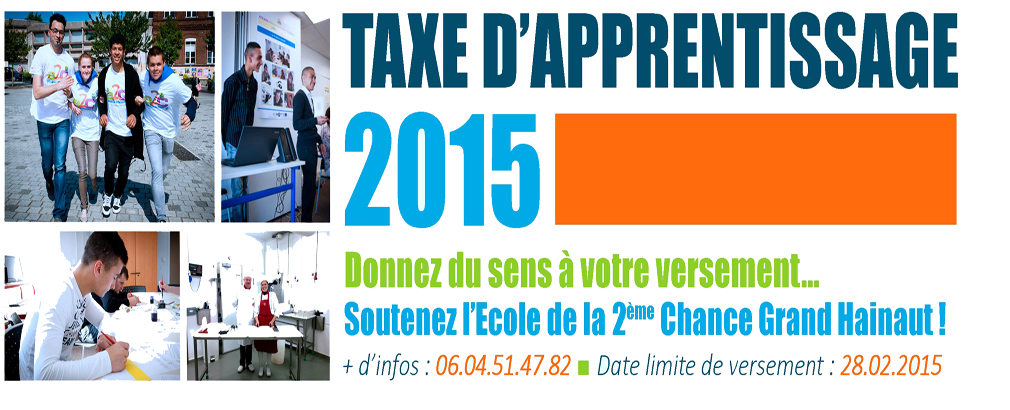 TAXE D'APPRENTISSAGE
2015
Donnez du sens à votre versement...
Soutenez l'Ecole de la 2ème Chance Grand Hainaut !
+ d'infos : 06.04.51.47.82 ■ Date limite de versement : 28.02.2015